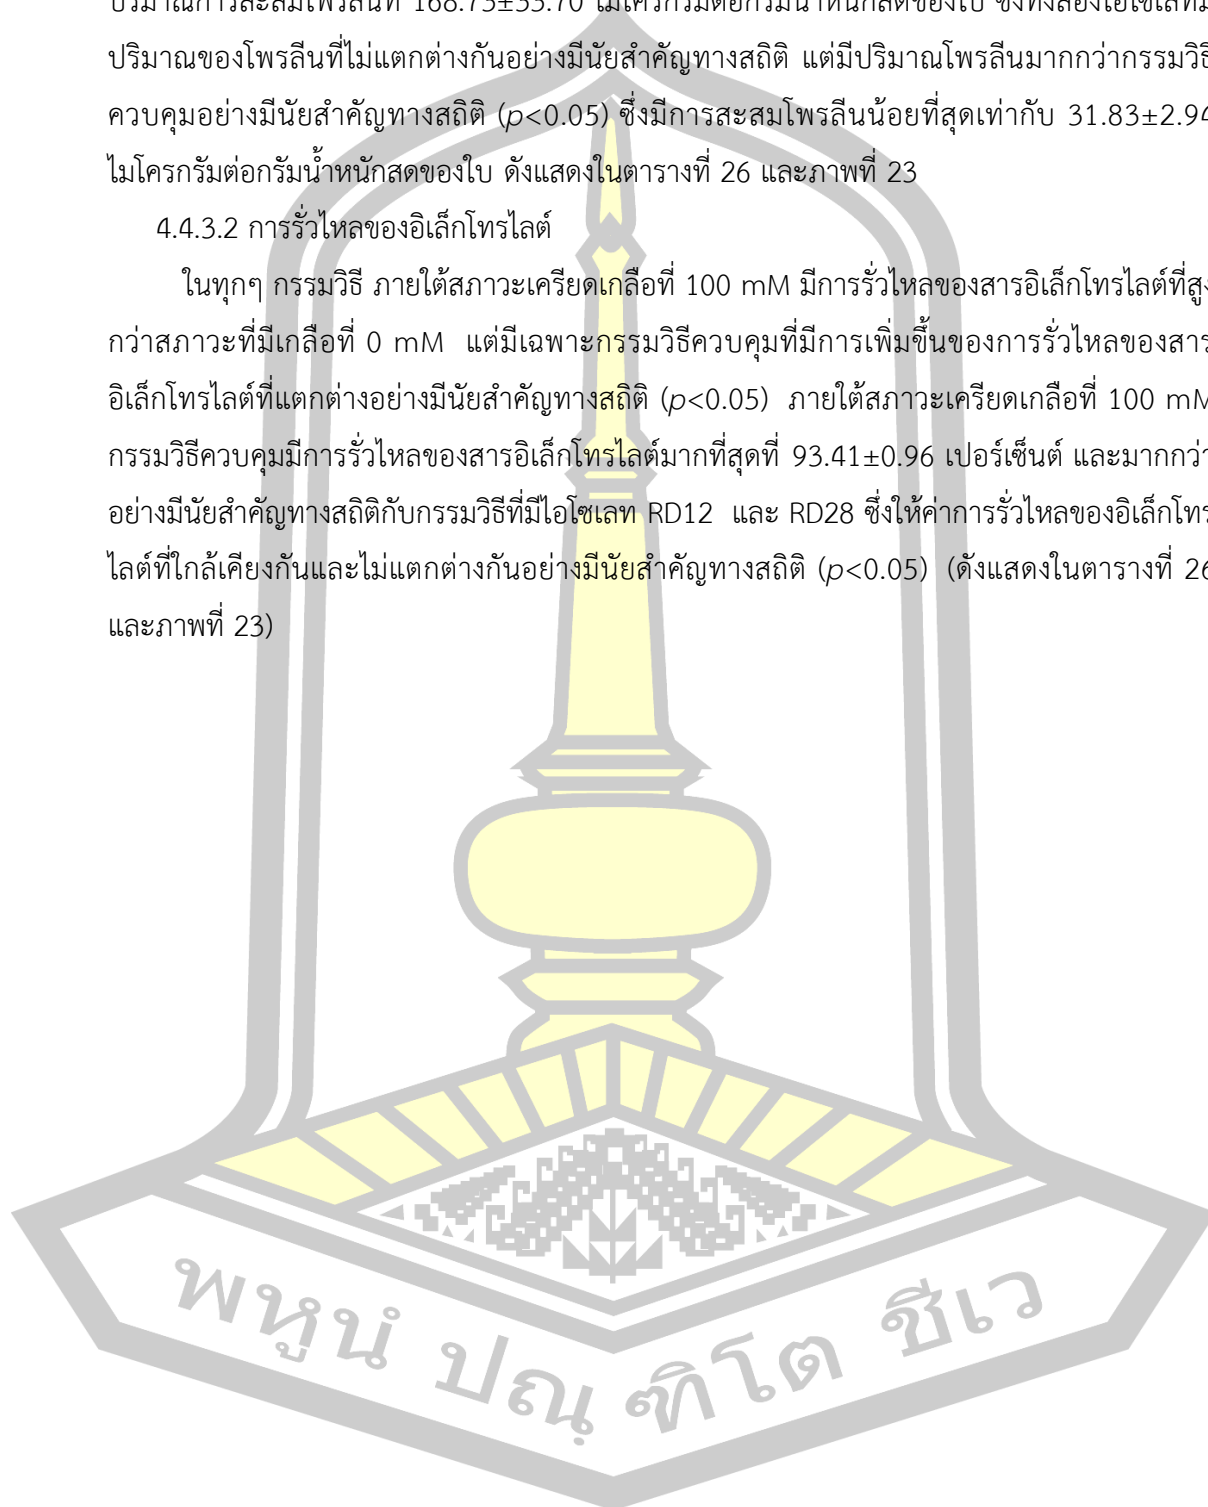 ปริมาณการสะสมโพรลีนที่ 168.73±33.70 ไมโครกรัมต่อกรัมน้ำหนักสดของใบ ซึ่งทั้งสองไอโซเลทมี
ปริมาณของโพรลีนที่ไม่แตกต่างกันอย่างมีนัยสำคัญทางสถิติ แต่มีปริมาณโพรลีนมากกว่ากรรมวิธี
ควบคุมอย่างมีนัยสำคัญทางสถิติ (p<0.05) ซึ่งมีการสะสมโพรลีนน้อยที่สุดเท่ากับ 31.83±2.94
ไมโครกรัมต่อกรัมน้ำหนักสดของใบ ดังแสดงในตารางที่ 26 และภาพที่ 23
4.4.3.2 การรั่วไหลของอิเล็กโทรไลต์
ในทุกๆ กรรมวิธี ภายใต้สภาวะเครียดเกลือที่ 100 mM มีการรั่วไหลของสารอิเล็กโทรไลต์ที่สูง
กว่าสภาวะที่มีเกลือที่ 0 mM แต่มีเฉพาะกรรมวิธีควบคุมที่มีการเพิ่มขึ้นของการรั่วไหลของสาร
อิเล็กโทรไลต์ที่แตกต่างอย่างมีนัยสำคัญทางสถิติ (p<0.05) ภายใต้สภาวะเครียดเกลือที่ 100 mM
กรรมวิธีควบคุมมีการรั่วไหลของสารอิเล็กโทรไลต์มากที่สุดที่ 93.41±0.96 เปอร์เซ็นต์ และมากกว่า
อย่างมีนัยสำคัญทางสถิติกับกรรมวิธีที่มีไอโซเลท RD12 และ RD28 ซึ่งให้ค่าการรั่วไหลของอิเล็กโทร
ไลต์ที่ใกล้เคียงกันและไม่แตกต่างกันอย่างมีนัยสำคัญทางสถิติ (p<0.05) (ดังแสดงในตารางที่ 26
และภาพที่ 23)
พหูนํ ปณฺฑิโต ชีเว